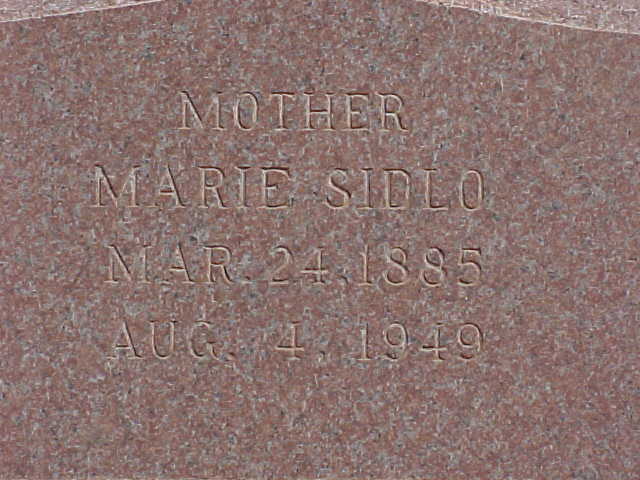 MOTHER
MARIE SIDLO
MAR. 24, 1885
AUG. 4, 1949